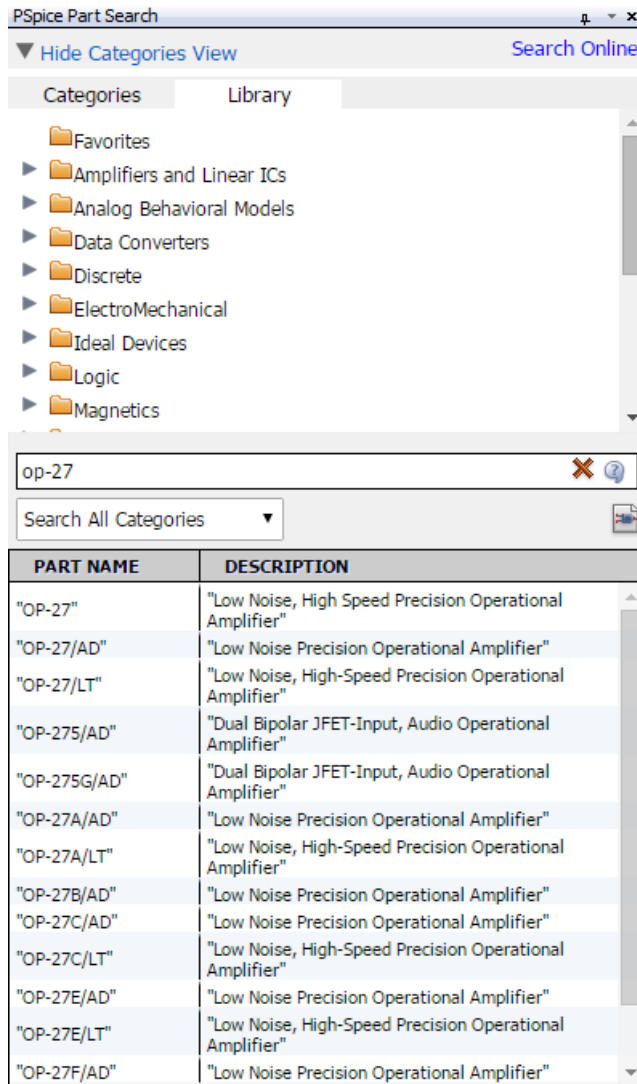 PSpice Part Search
Hide Categories View
Search Online
Categories
Library
Favorites
Amplifiers and Linear ICs
Analog Behavioral Models
Data Converters
Discrete
ElectroMechanical
Ideal Devices
Logic
Magnetics
op-27
Search All Categories
PART NAME DESCRIPTION
"OP-27" "Low Noise, High Speed Precision Operational
Amplifier"
"OP-27/AD" "Low Noise Precision Operational Amplifier"
"OP-27/LT" "Low Noise, High-Speed Precision Operational
Amplifier"
"OP-275/AD" "Dual Bipolar JFET-Input, Audio Operational
Amplifier"
"OP-275G/AD" "Dual Bipolar JFET-Input, Audio Operational
Amplifier"
"OP-27A/AD" "Low Noise Precision Operational Amplifier"
"OP-27A/LT" "Low Noise, High-Speed Precision Operational
Amplifier"
"OP-27B/AD" "Low Noise Precision Operational Amplifier"
"OP-27C/AD" "Low Noise Precision Operational Amplifier"
"OP-27C/LT" "Low Noise, High-Speed Precision Operational
Amplifier"
"OP-27E/AD" "Low Noise Precision Operational Amplifier"
"OP-27E/LT" "Low Noise, High-Speed Precision Operational
Amplifier"
"OP-27F/AD" "Low Noise Precision Operational Amplifier"